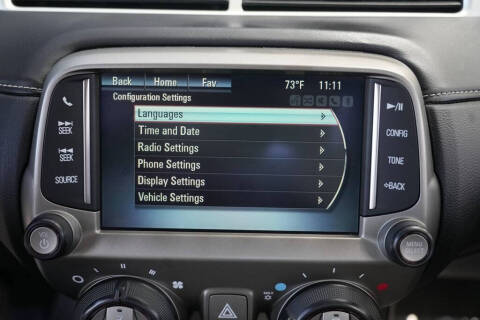 Back Home Fav 73°F 11:11
Configuration Settings
Languages
Time and Date
Radio Settings
Phone Settings
Display Settings
Vehicle Settings
SEEK
SEEK
SOURCE
CONFIG
TONE
BACK
MENU
SELECT